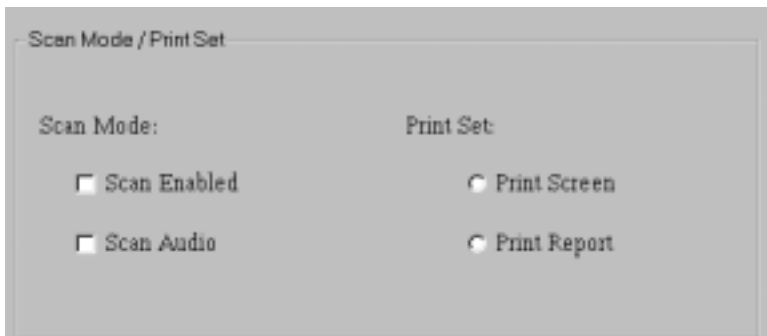 Scan Mode / Print Set
Scan Mode:
Print Set:
Scan Enabled
Print Screen
Scan Audio
Print Report